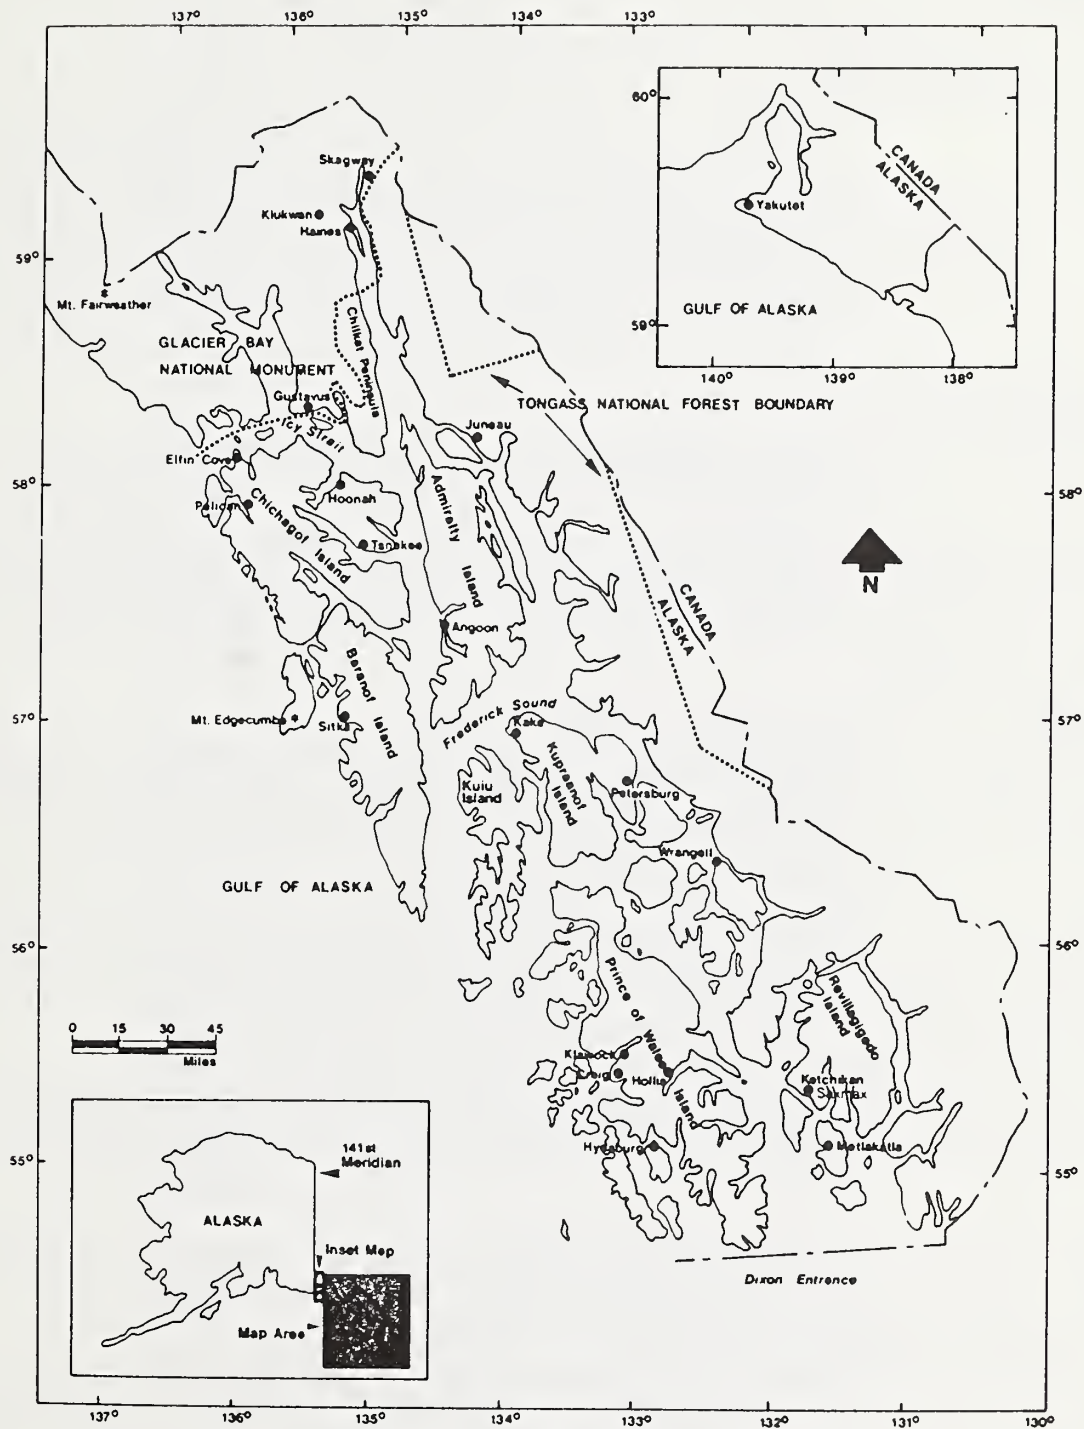 137° 136° 135° 134° 133°
60°
CANADA
ALASKA
Yakutat
GULF OF ALASKA
59°
140° 139° 138°
Skagway
Klukwan
Haines
59°
Mt. Fairweather
GLACIER BAY
NATIONAL MONUMENT
Chilkat Peninsula
Gustavus
TONGASS NATIONAL FOREST BOUNDARY
Icy Strait
Juneau
Elfin Cove
58°
58°
Hoonah
Pelican
Chichagof Island
Admiralty
Island
Tenakee
N
CANADA
ALASKA
Angoon
Baranof
Island
57°
57°
Mt. Edgecumbe
Sitka
Frederick Sound
Kake
Kuiu
Island
Kupreanof
Island
Petersburg
Wrangell
GULF OF ALASKA
56°
56°
Prince of Wales
Island
Revillagigedo
Island
0 15 30 45
Miles
Klawock
Craig
Hollis
Ketchikan
Saxmax
Hydaburg
Metlakatla
55°
55°
141st
Meridian
ALASKA
Inset Map
Map Area
Dixon Entrance
137° 136° 135° 134° 133° 132° 131° 130°